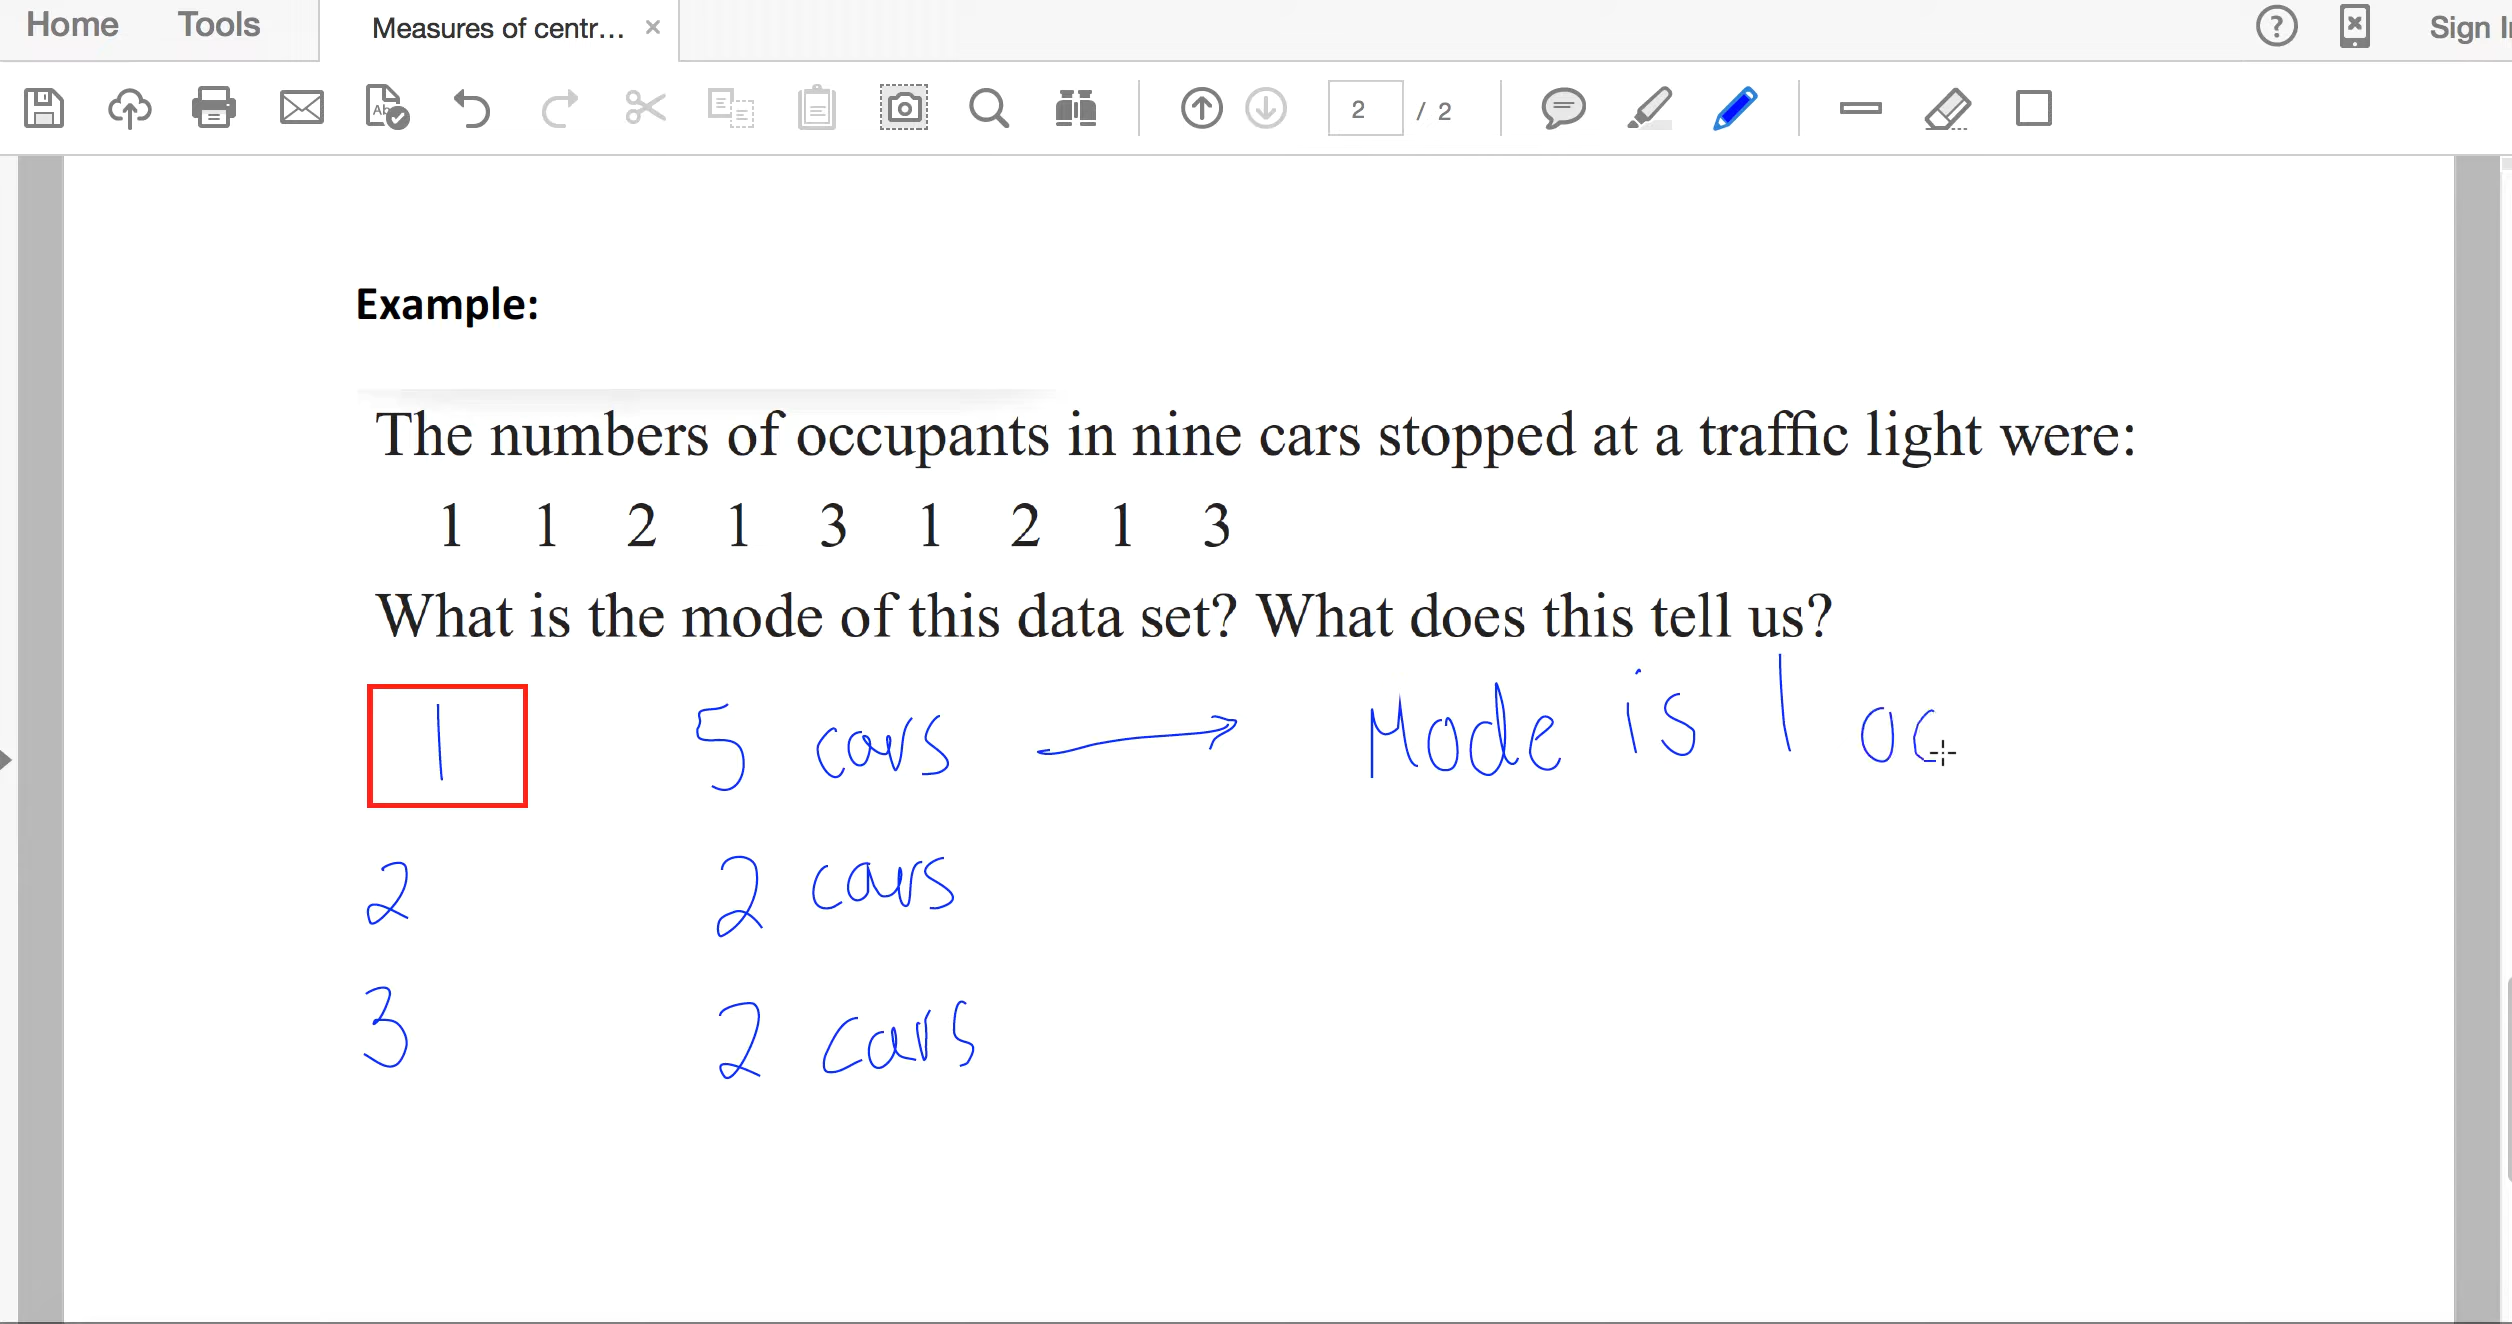 Home Tools Measures of centr... × ? Sign I
2 / 2
Example:
The numbers of occupants in nine cars stopped at a traffic light were:
1 1 2 1 3 1 2 1 3
What is the mode of this data set? What does this tell us?
1 5 cars → Mode is 1 oc
2 2 cars
3 2 cars